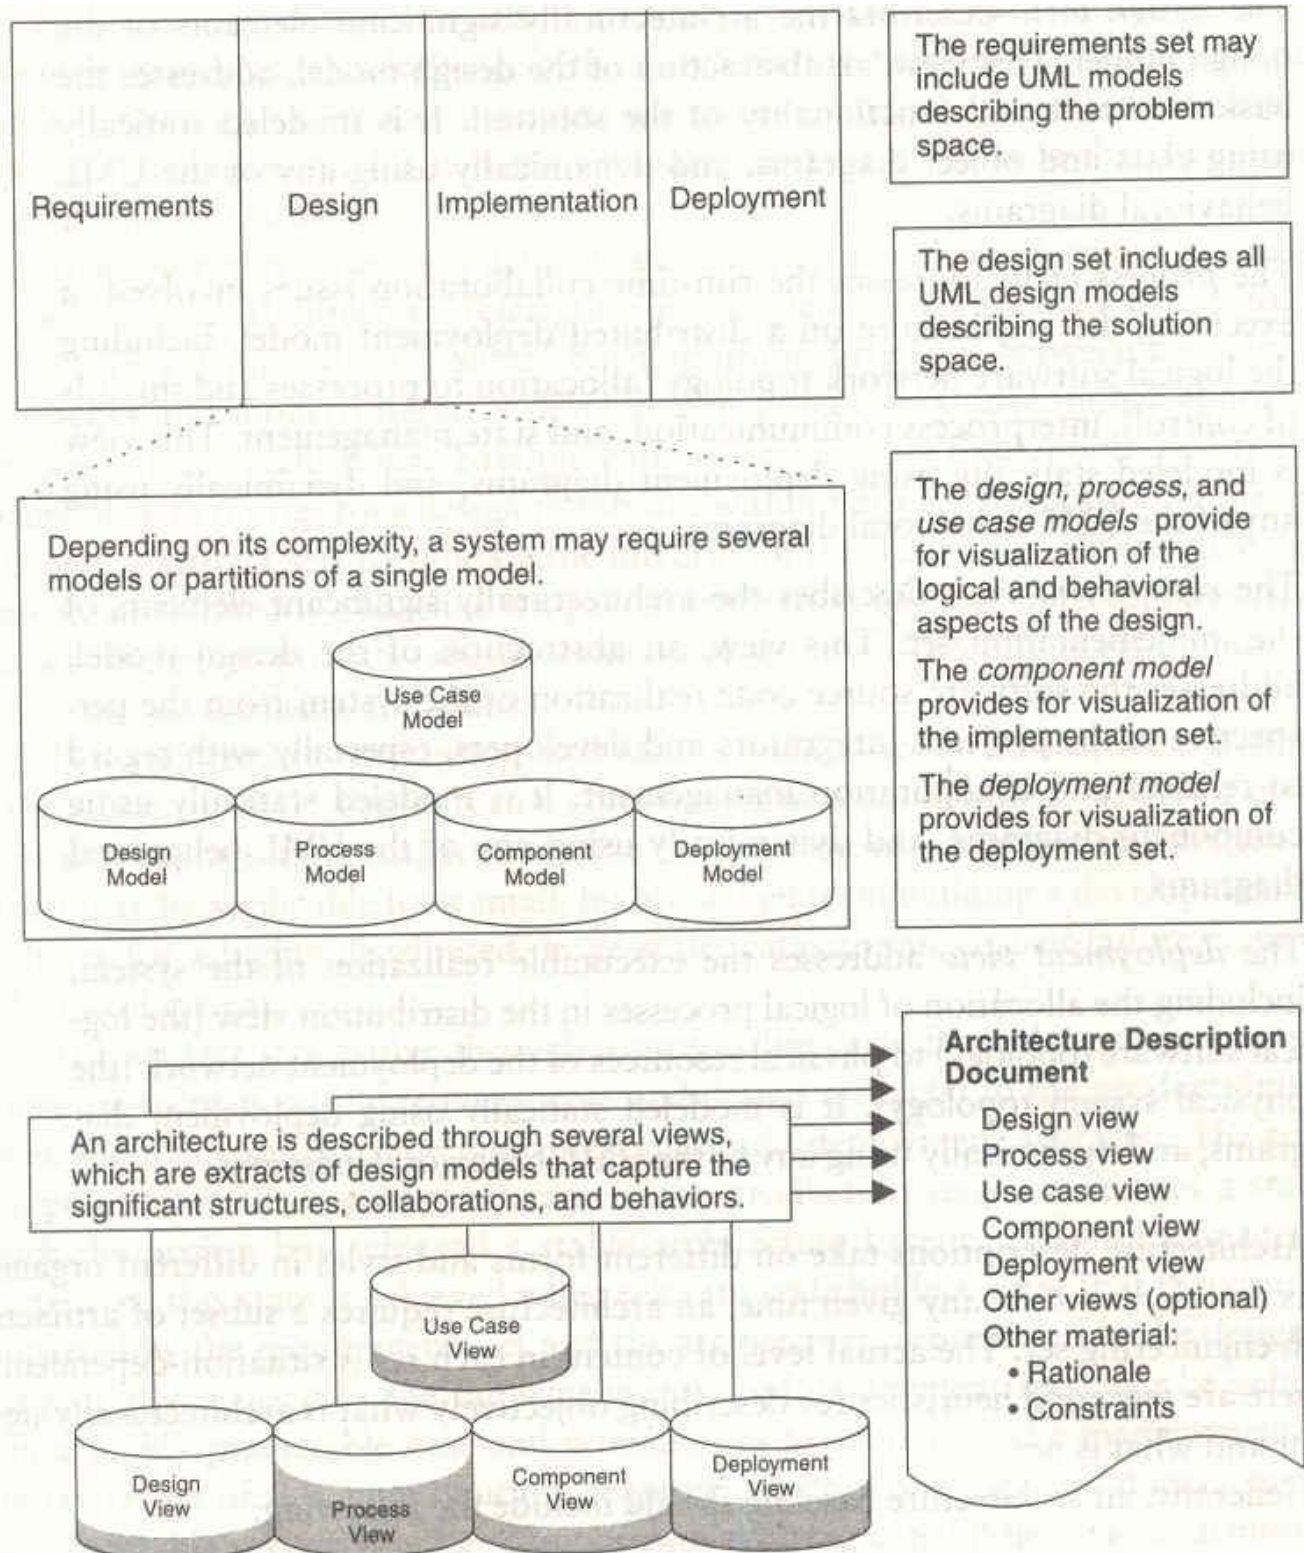 Requirements
Design
Implementation
Deployment
The requirements set may
include UML models
describing the problem
space.
The design set includes all
UML design models
describing the solution
space.
Depending on its complexity, a system may require several
models or partitions of a single model.
Use Case
Model
Design
Model
Process
Model
Component
Model
Deployment
Model
The design, process, and
use case models provide
for visualization of the
logical and behavioral
aspects of the design.
The component model
provides for visualization of
the implementation set.
The deployment model
provides for visualization of
the deployment set.
An architecture is described through several views,
which are extracts of design models that capture the
significant structures, collaborations, and behaviors.
Use Case
View
Design
View
Process
View
Component
View
Deployment
View
Architecture Description
Document
Design view
Process view
Use case view
Component view
Deployment view
Other views (optional)
Other material:
• Rationale
• Constraints